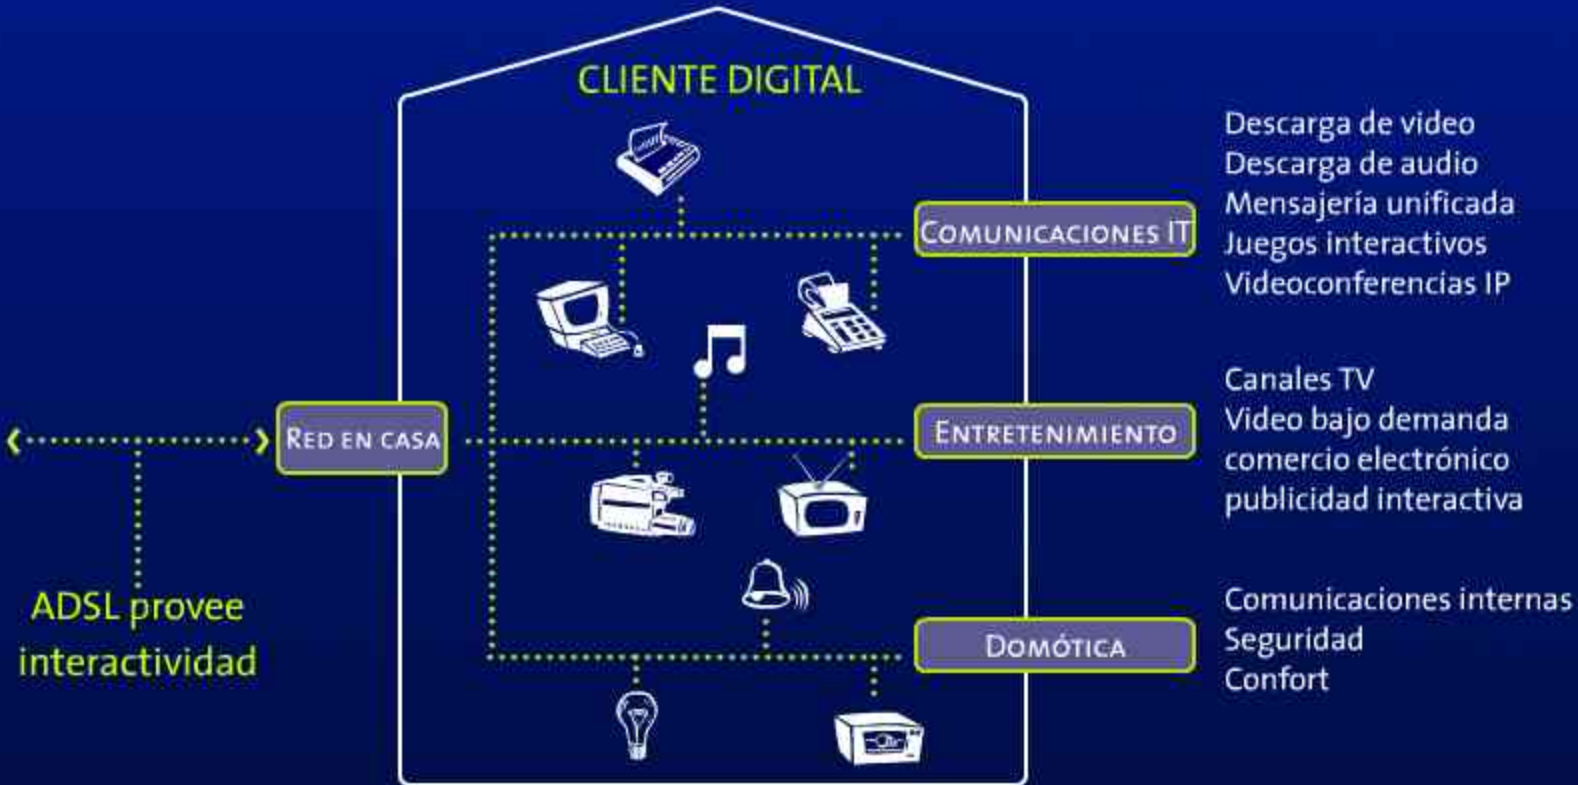 CLIENTE DIGITAL
COMUNICACIONES IT
Descarga de video
Descarga de audio
Mensajería unificada
Juegos interactivos
Videoconferencias IP
RED EN CASA
ENTRETENIMIENTO
Canales TV
Video bajo demanda
comercio electrónico
publicidad interactiva
ADSL provee
interactividad
DOMÓTICA
Comunicaciones internas
Seguridad
Confort